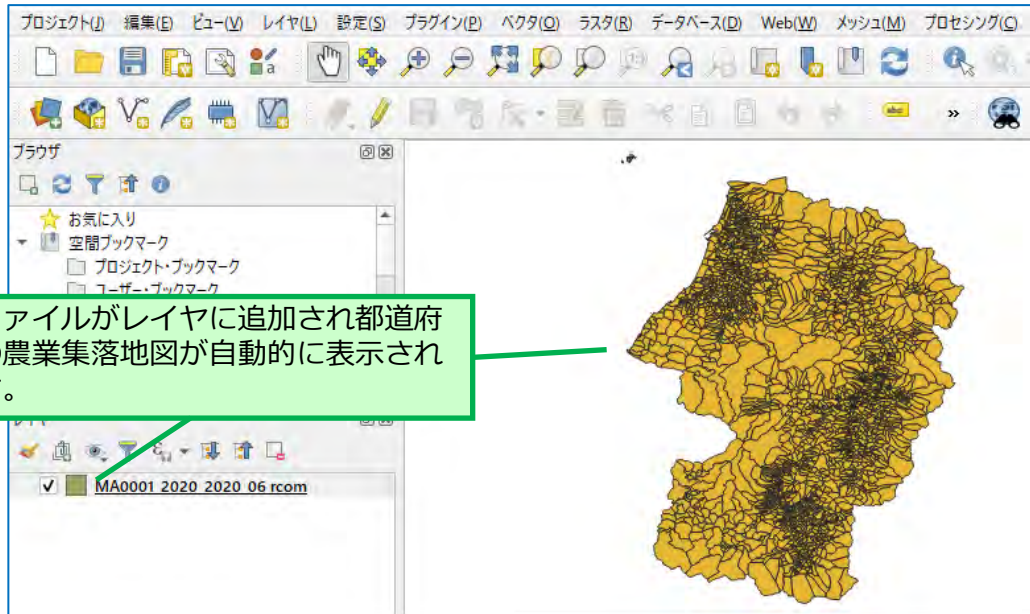 プロジェクト(J) 編集(E) ビュー(V) レイヤ(L) 設定(S) プラグイン(P) ベクタ(O) ラスタ(R) データベース(D) Web(W) メッシュ(M) プロセシング(C)
abc
»
ブラウザ
お気に入り
空間ブックマーク
プロジェクト・ブックマーク
ユーザー・ブックマーク
ァイルがレイヤに追加され都道府
農業集落地図が自動的に表示され
。
MA0001_2020_2020_06 rcom